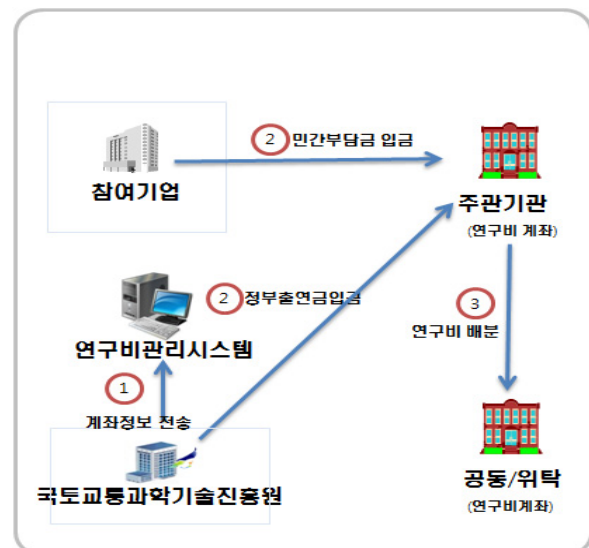 ② 민간부담금 입금
참여기업
주관기관
(연구비 계좌)
② 정부출연금입금
③
연구비 배분
연구비관리시스템
①
계좌정보 전송
국토교통과학기술진흥원
공동/위탁
(연구비계좌)